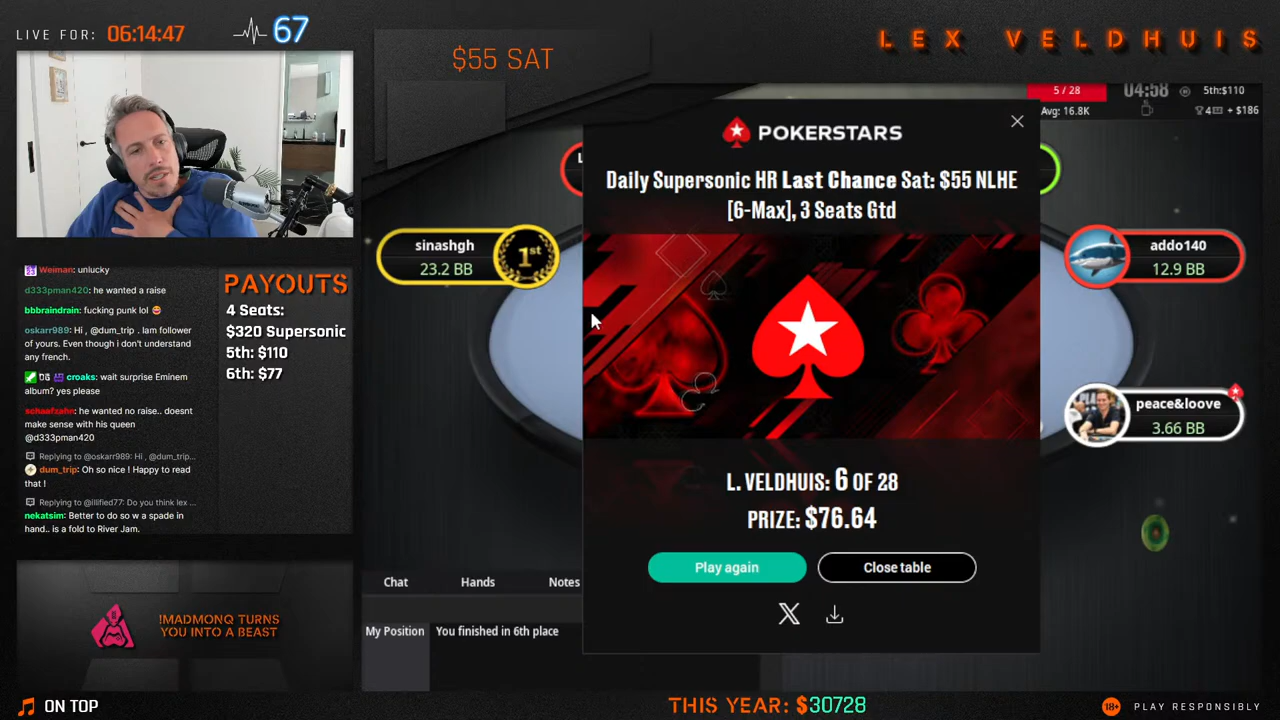 LIVE FOR: 06:14:47
67
$55 SAT
LEX VELDHUIS
5 / 28
04:58
5th:$110
Avg: 16.8K
+ $186
POKERSTARS
Daily Supersonic HR Last Chance Sat: $55 NLHE
[6-Max], 3 Seats Gtd
sinashgh
23.2 BB
1st
addo140
12.9 BB
peace&loove
3.66 BB
L. VELDHUIS: 6 OF 28
PRIZE: $76.64
Play again
Close table
Weiman: unlucky
d333pman420: he wanted a raise
bbbraindrain: fucking punk lol
oskarr989: Hi , @dum_trip . Iam follower
of yours. Even though i don't understand
any french.
croaks: wait surprise Eminem
album? yes please
schaafzahn: he wanted no raise.. doesnt
make sense with his queen
@d333pman420
Replying to @oskarr989: Hi , @dum_trip...
dum_trip: Oh so nice ! Happy to read
that !
Replying to @illified77: Do you think lex ...
nekatsim: Better to do so w a spade in
hand.. is a fold to River Jam.
PAYOUTS
4 Seats:
$320 Supersonic
5th: $110
6th: $77
Chat
Hands
Notes
My Position
You finished in 6th place
!MADMONQ TURNS
YOU INTO A BEAST
ON TOP
THIS YEAR: $30728
18+
PLAY RESPONSIBLY